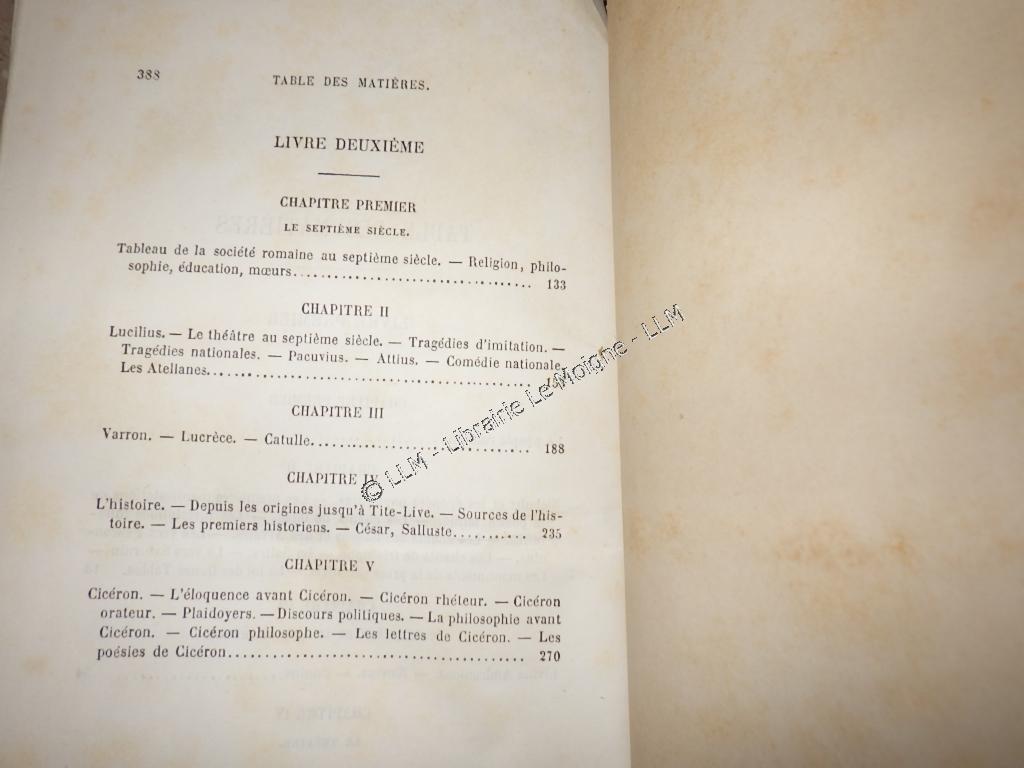 388
TABLE DES MATIÈRES.
LIVRE DEUXIÈME
CHAPITRE PREMIER
LE SEPTIÈME SIÈCLE.
Tableau de la société romaine au septième siècle. — Religion, philo-
sophie, éducation, mœurs.................................... 133
CHAPITRE II
Lucilius. — Le théâtre au septième siècle. — Tragédies d'imitation. —
Tragédies nationales. — Pacuvius. — Attius. — Comédie nationale,
Les Atellanes..................................................
CHAPITRE III
Varron. — Lucrèce. — Catulle................................. 188
CHAPITRE IV
L'histoire. — Depuis les origines jusqu'à Tite-Live. — Sources de l'his-
toire. — Les premiers historiens. — César, Salluste........... 235
CHAPITRE V
Cicéron. — L'éloquence avant Cicéron. — Cicéron rhéteur. — Cicéron
orateur. — Plaidoyers. — Discours politiques. — La philosophie avant
Cicéron. — Cicéron philosophe. — Les lettres de Cicéron. — Les
poésies de Cicéron......................................... 270
© LLM - Librairie Le Moigne - LLM